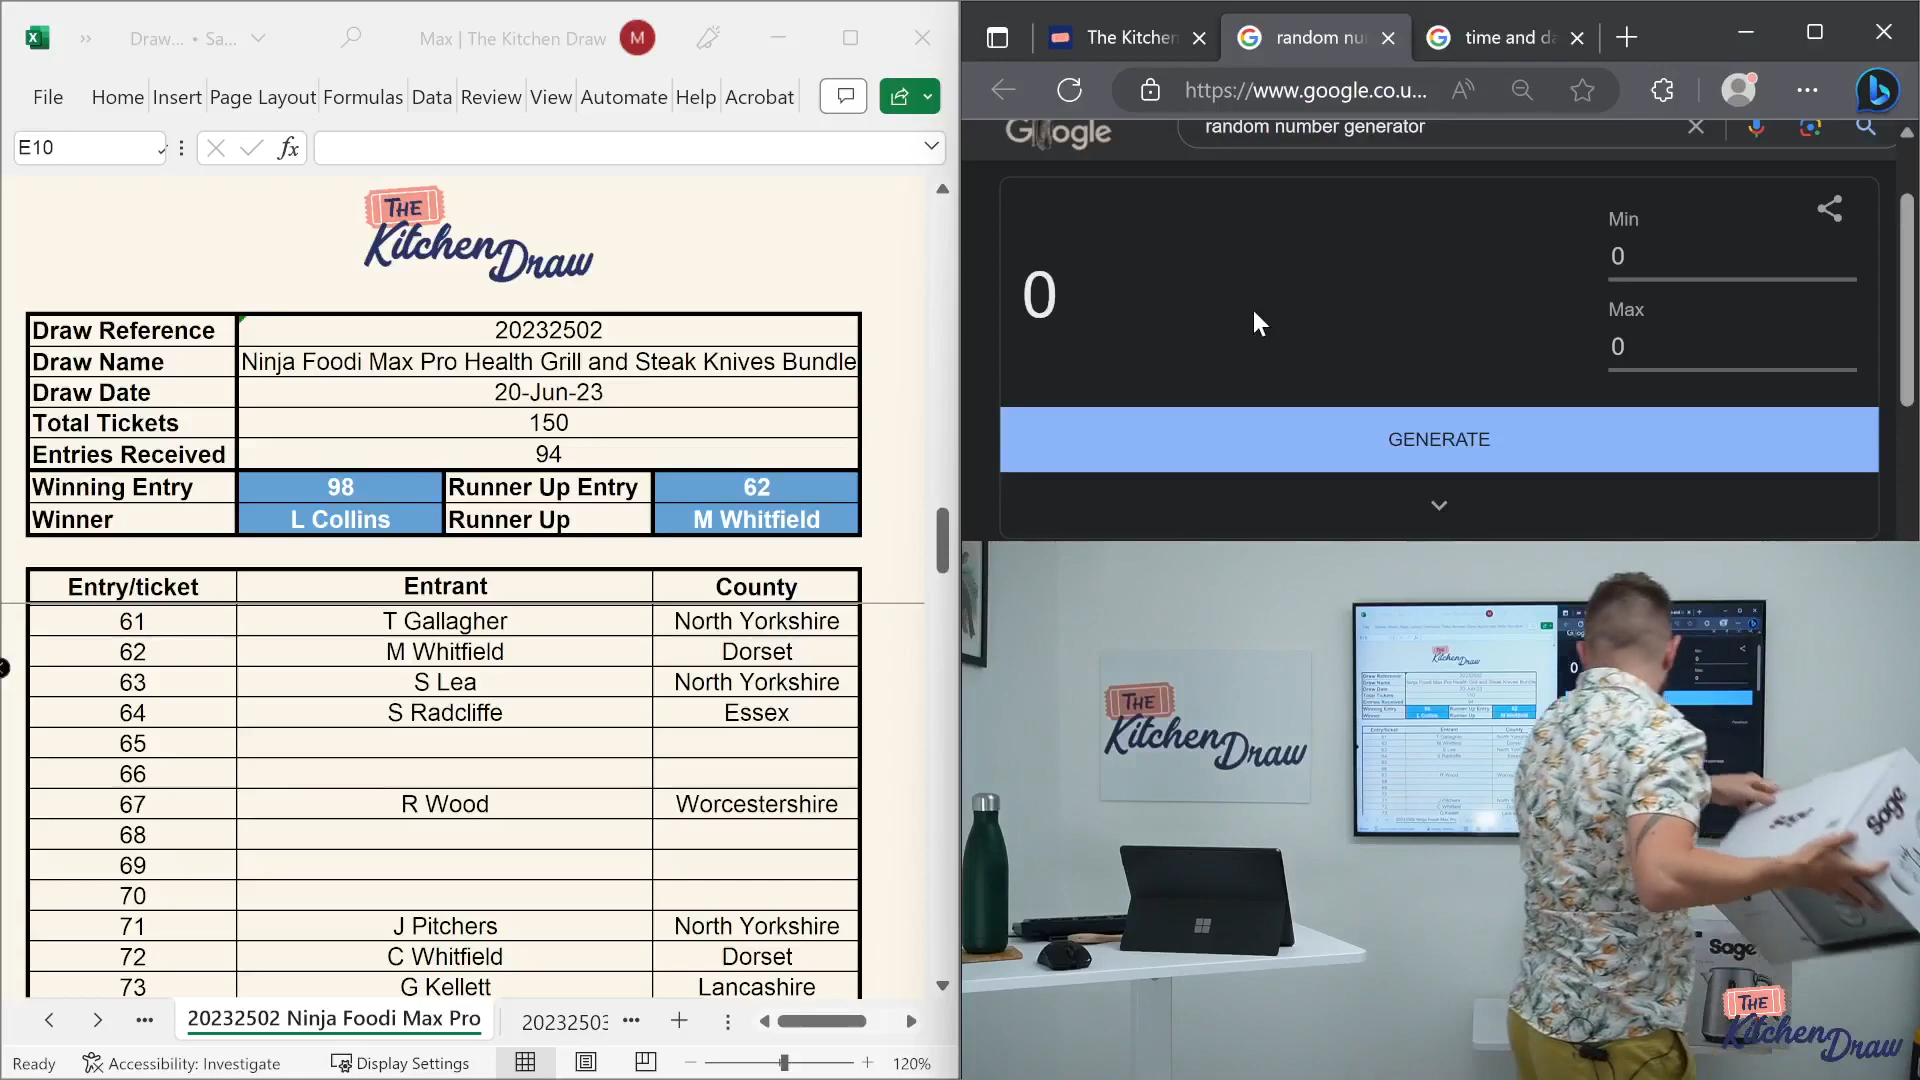 Draw... • Sa...
Max | The Kitchen Draw
M
File Home Insert Page Layout Formulas Data Review View Automate Help Acrobat
E10
fx
THE
Kitchen Draw
Draw Reference 20232502
Draw Name Ninja Foodi Max Pro Health Grill and Steak Knives Bundle
Draw Date 20-Jun-23
Total Tickets 150
Entries Received 94
Winning Entry 98 Runner Up Entry 62
Winner L Collins Runner Up M Whitfield
Entry/ticket Entrant County
61 T Gallagher North Yorkshire
62 M Whitfield Dorset
63 S Lea North Yorkshire
64 S Radcliffe Essex
65
66
67 R Wood Worcestershire
68
69
70
71 J Pitchers North Yorkshire
72 C Whitfield Dorset
73 G Kellett Lancashire
20232502 Ninja Foodi Max Pro
20232503
Ready
Accessibility: Investigate
Display Settings
120%
The Kitchen
random nu
time and da
https://www.google.co.u...
Google
random number generator
0
Min
0
Max
0
GENERATE
THE
Kitchen Draw
Sage
Sage
THE
Kitchen Draw